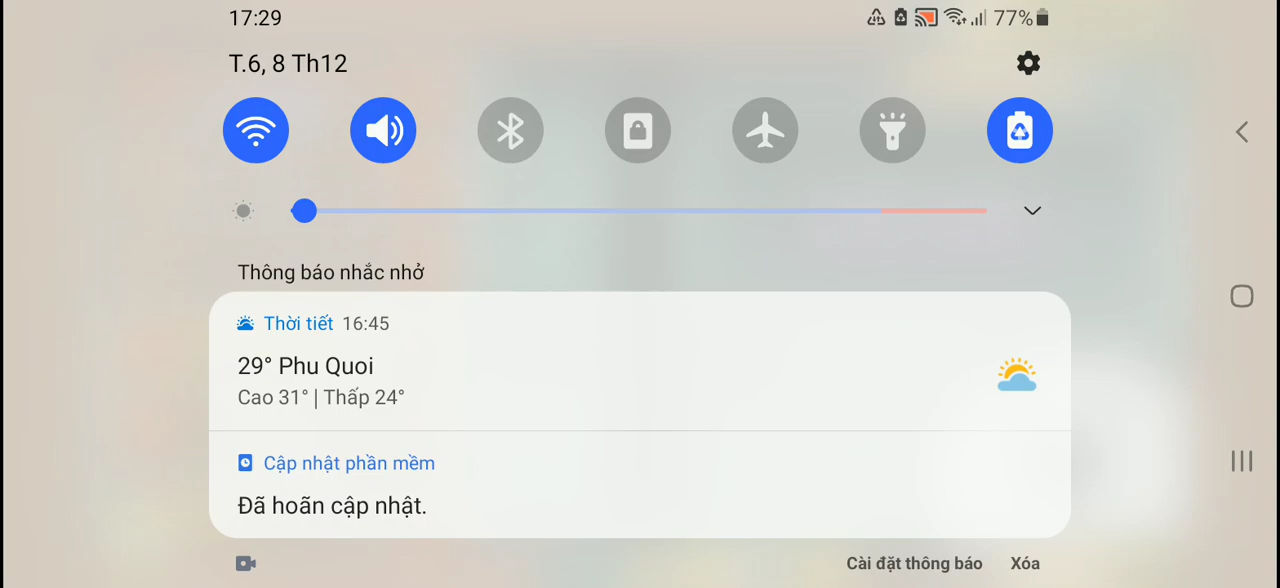 17:29 77%
T.6, 8 Th12
Thông báo nhắc nhở
Thời tiết 16:45
29° Phu Quoi
Cao 31° | Thấp 24°
Cập nhật phần mềm
Đã hoãn cập nhật.
Cài đặt thông báo Xóa